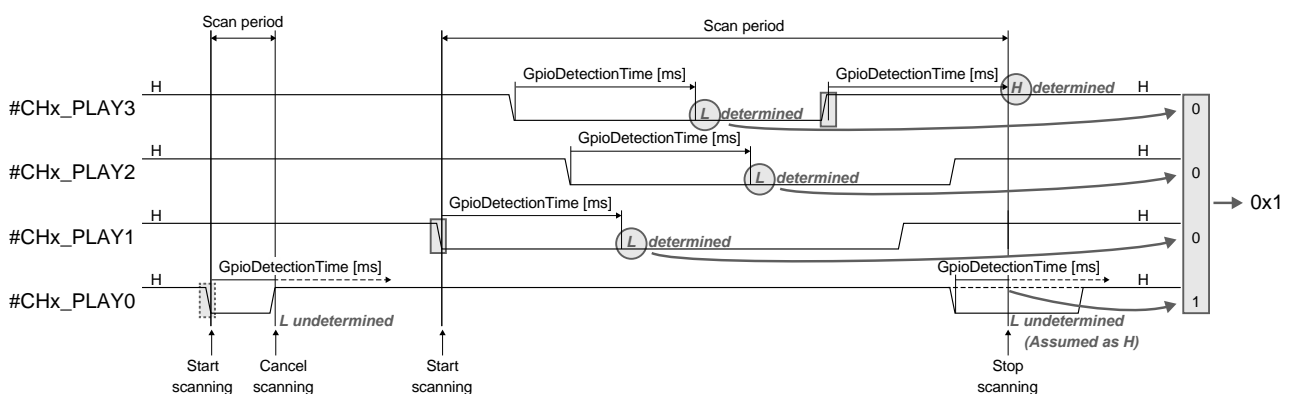 Scan period
Scan period
GpioDetectionTime [ms]
GpioDetectionTime [ms]
H
H determined
H
#CHx_PLAY3
L determined
0
GpioDetectionTime [ms]
H
H
#CHx_PLAY2
L determined
0
GpioDetectionTime [ms]
0x1
H
H
#CHx_PLAY1
L determined
0
GpioDetectionTime [ms]
GpioDetectionTime [ms]
H
H
#CHx_PLAY0
1
L undetermined
L undetermined
(Assumed as H)
Start
scanning
Cancel
scanning
Start
scanning
Stop
scanning